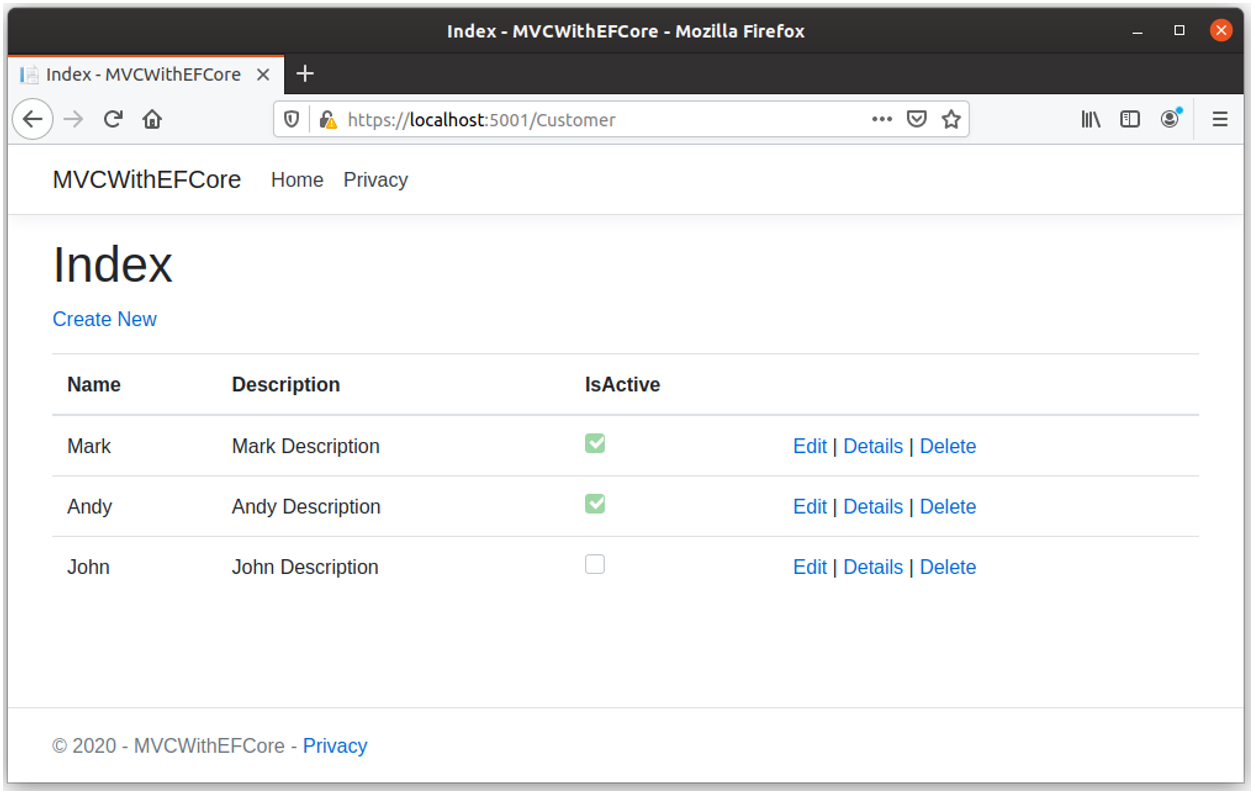 Index - MVCWithEFCore - Mozilla Firefox
Index - MVCWithEFCore
https://localhost:5001/Customer
MVCWithEFCore Home Privacy
Index
Create New
Name Description IsActive
Mark Mark Description Edit | Details | Delete
Andy Andy Description Edit | Details | Delete
John John Description Edit | Details | Delete
© 2020 - MVCWithEFCore - Privacy